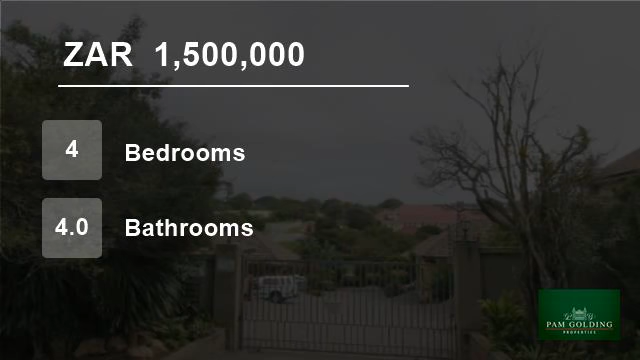 ZAR 1,500,000
4
Bedrooms
4.0
Bathrooms
PAM GOLDING
PROPERTIES